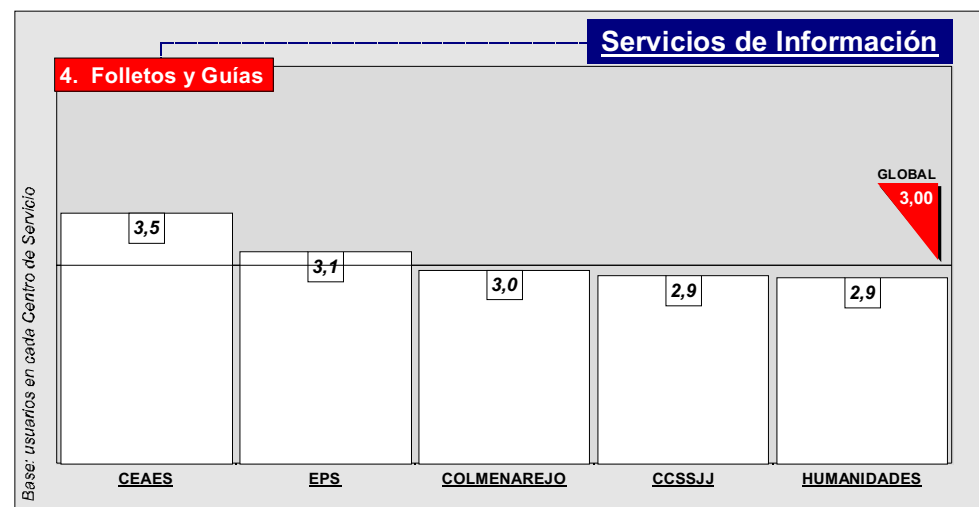 Servicios de Información
4.  Folletos y Guías
GLOBAL
3,00
3,5
3,1
3,0
2,9
2,9
Base: usuarios en cada Centro de Servicio
CEAES
EPS
COLMENAREJO
CCSSJJ
HUMANIDADES